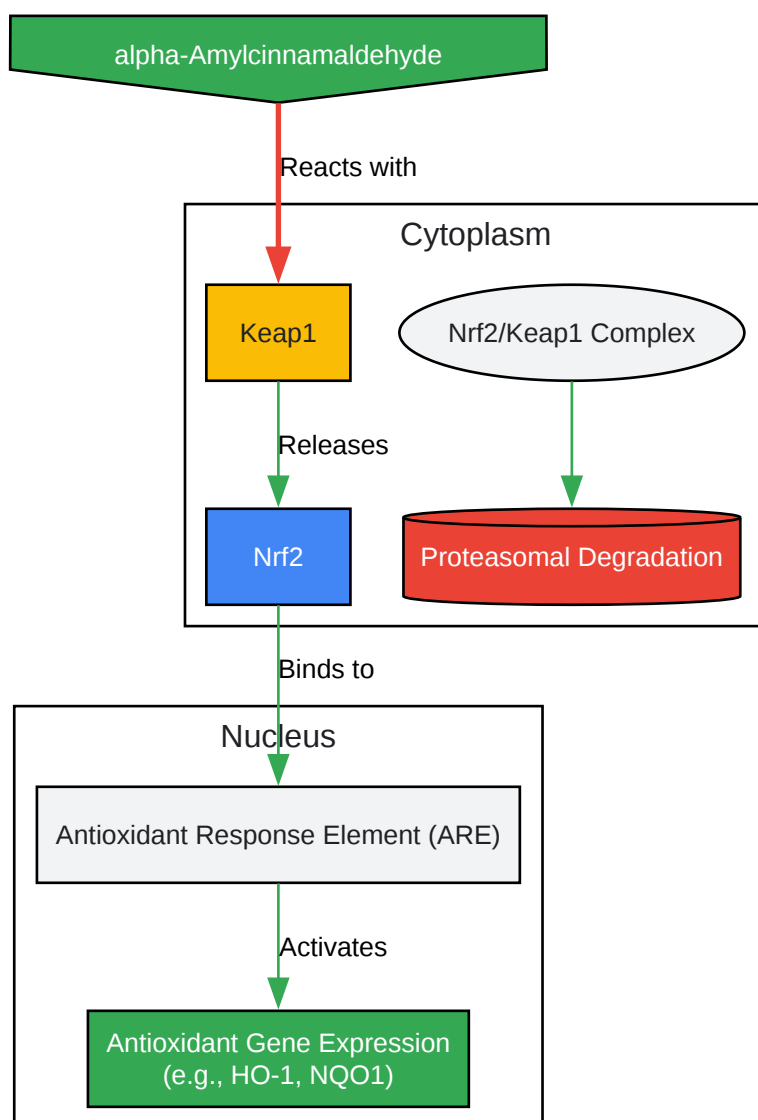 alpha-Amylcinnamaldehyde
Reacts with
Cytoplasm
Keap1
Nrf2/Keap1 Complex
Releases
Nrf2
Proteasomal Degradation
Binds to
Nucleus
Antioxidant Response Element (ARE)
Activates
Antioxidant Gene Expression
(e.g., HO-1, NQO1)